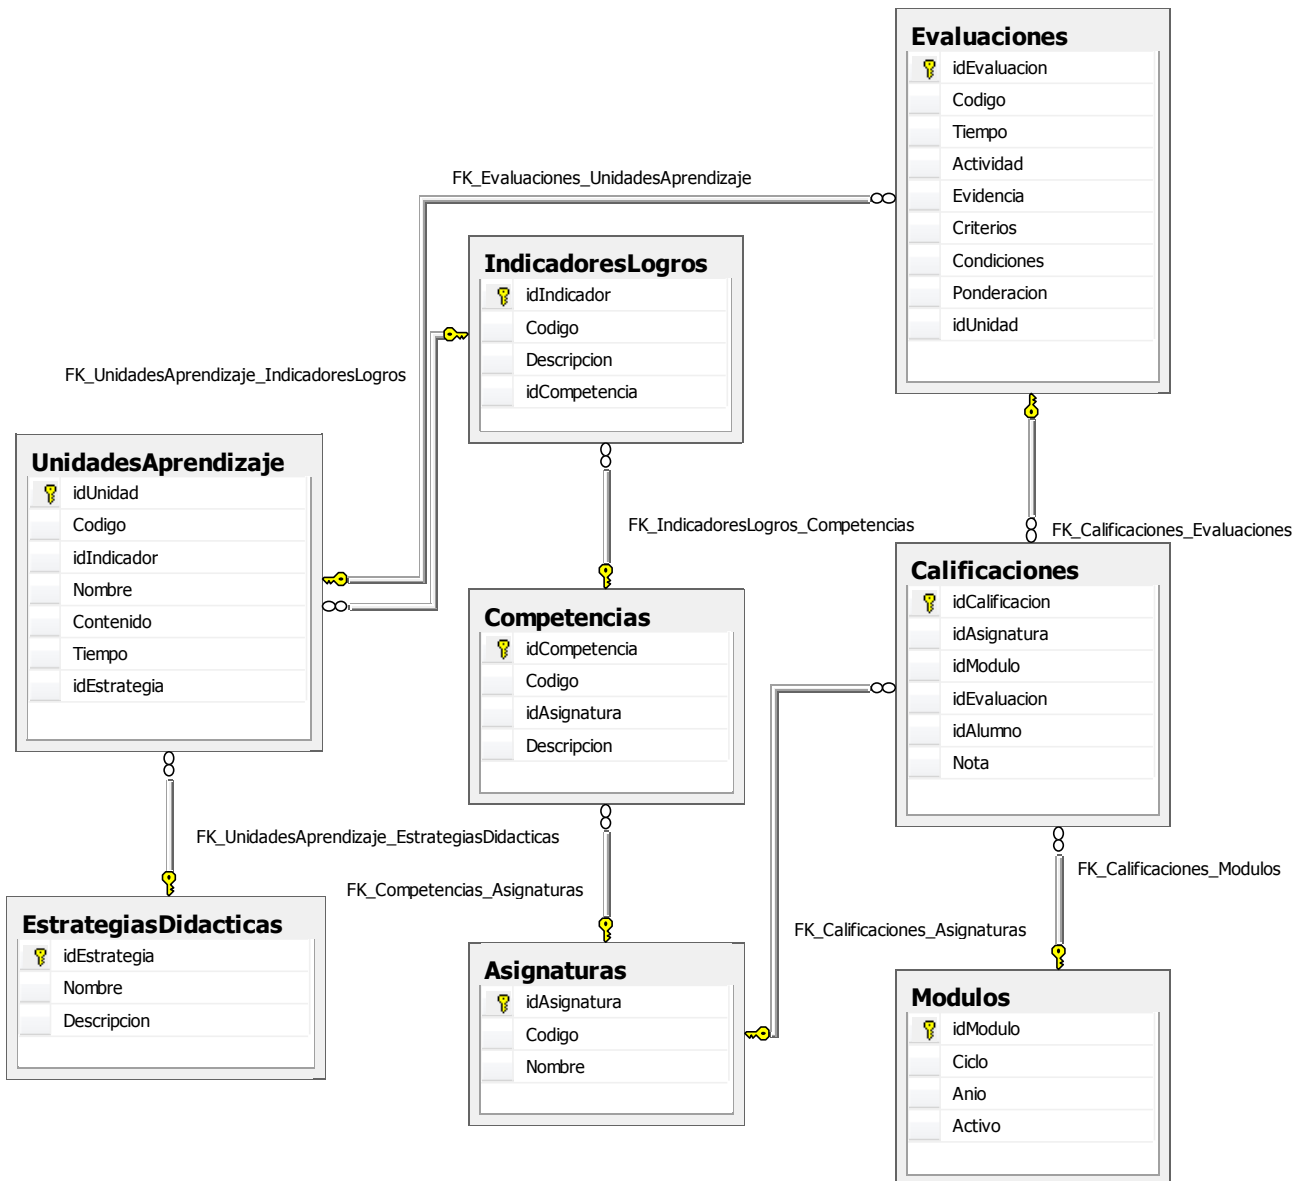 Evaluaciones
idEvaluacion
Codigo
Tiempo
Actividad
Evidencia
Criterios
Condiciones
Ponderacion
idUnidad
FK_Evaluaciones_UnidadesAprendizaje
IndicadoresLogros
idIndicador
Codigo
Descripcion
idCompetencia
FK_UnidadesAprendizaje_IndicadoresLogros
UnidadesAprendizaje
idUnidad
Codigo
idIndicador
Nombre
Contenido
Tiempo
idEstrategia
FK_IndicadoresLogros_Competencias
FK_Calificaciones_Evaluaciones
Competencias
idCompetencia
Codigo
idAsignatura
Descripcion
Calificaciones
idCalificacion
idAsignatura
idModulo
idEvaluacion
idAlumno
Nota
FK_UnidadesAprendizaje_EstrategiasDidacticas
FK_Competencias_Asignaturas
FK_Calificaciones_Modulos
FK_Calificaciones_Asignaturas
EstrategiasDidacticas
idEstrategia
Nombre
Descripcion
Asignaturas
idAsignatura
Codigo
Nombre
Modulos
idModulo
Ciclo
Anio
Activo